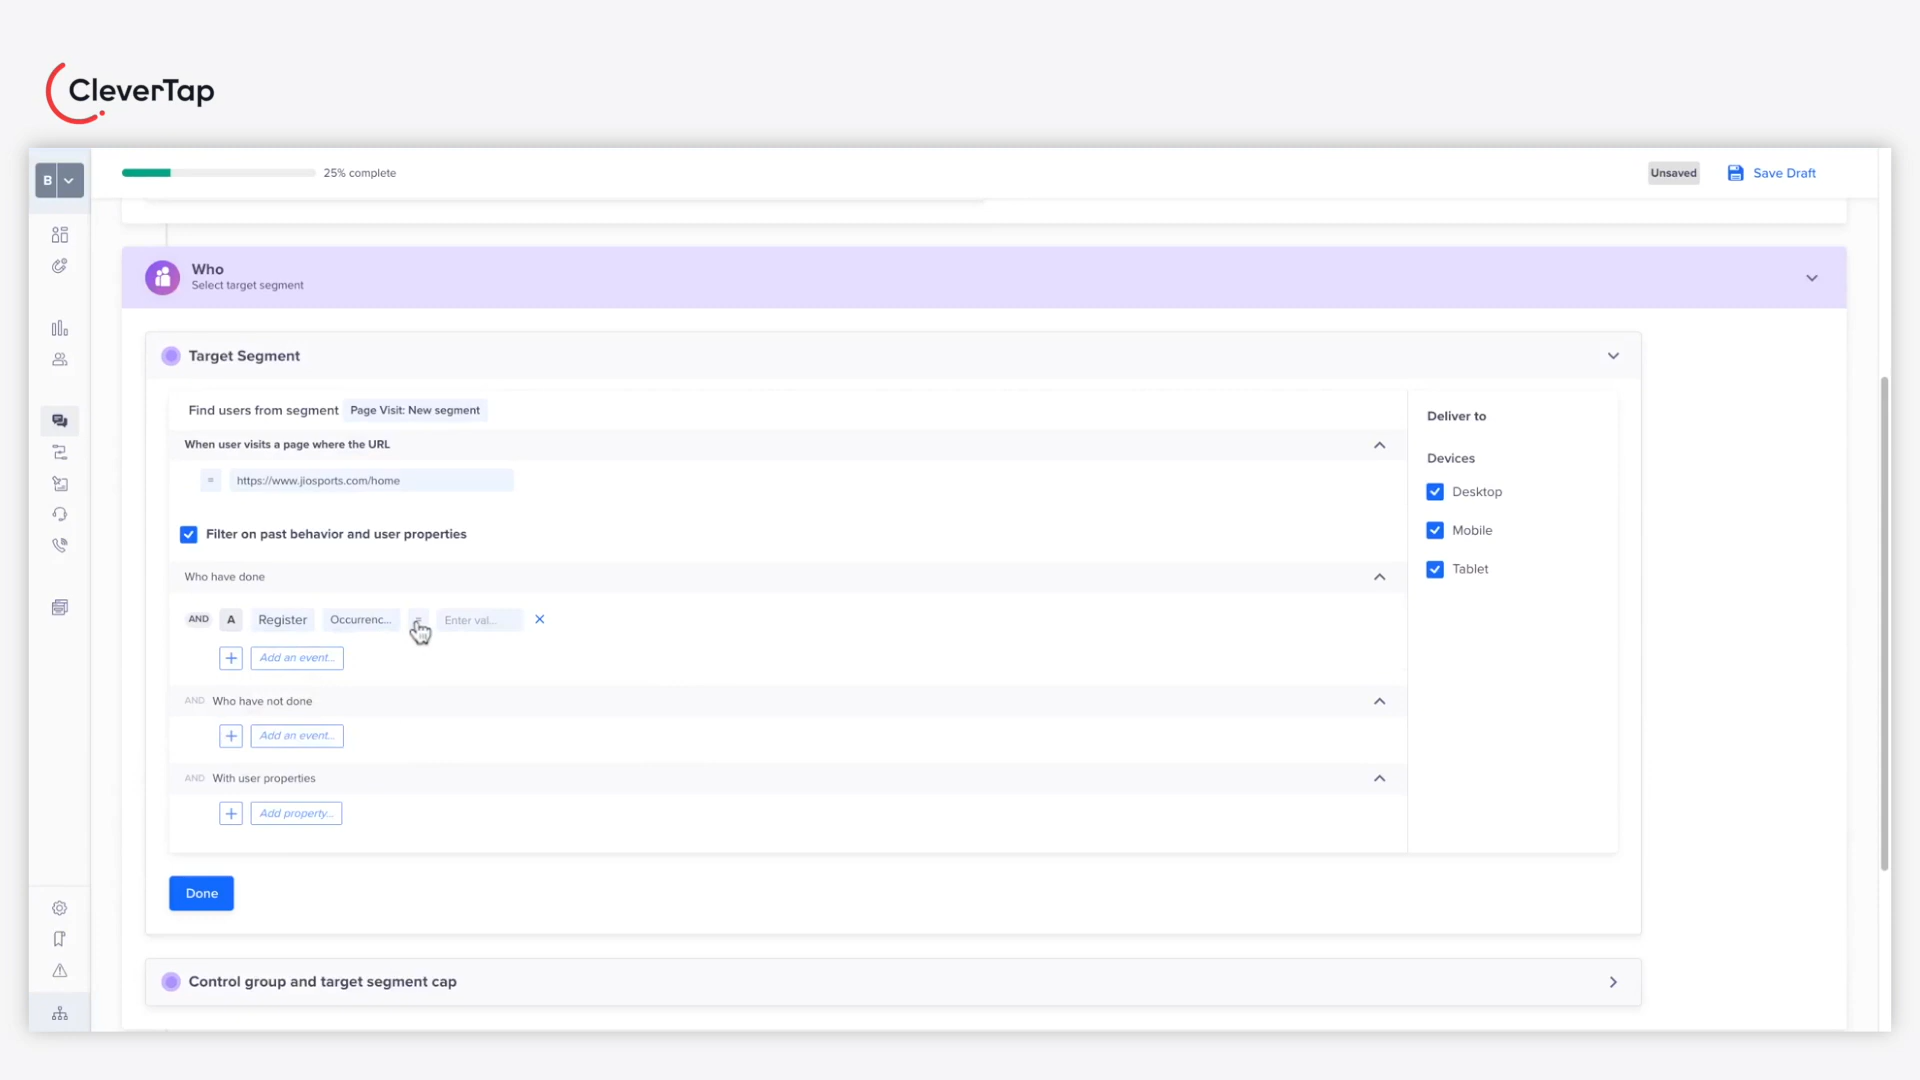 CleverTap
B
25% complete
Unsaved
Save Draft
Who
Select target segment
Target Segment
Find users from segment Page Visit: New segment
When user visits a page where the URL
= https://www.jiosports.com/home
Filter on past behavior and user properties
Who have done
AND A Register Occurrenc... Enter val...
+ Add an event...
AND Who have not done
+ Add an event...
AND With user properties
+ Add property...
Done
Deliver to
Devices
Desktop
Mobile
Tablet
Control group and target segment cap